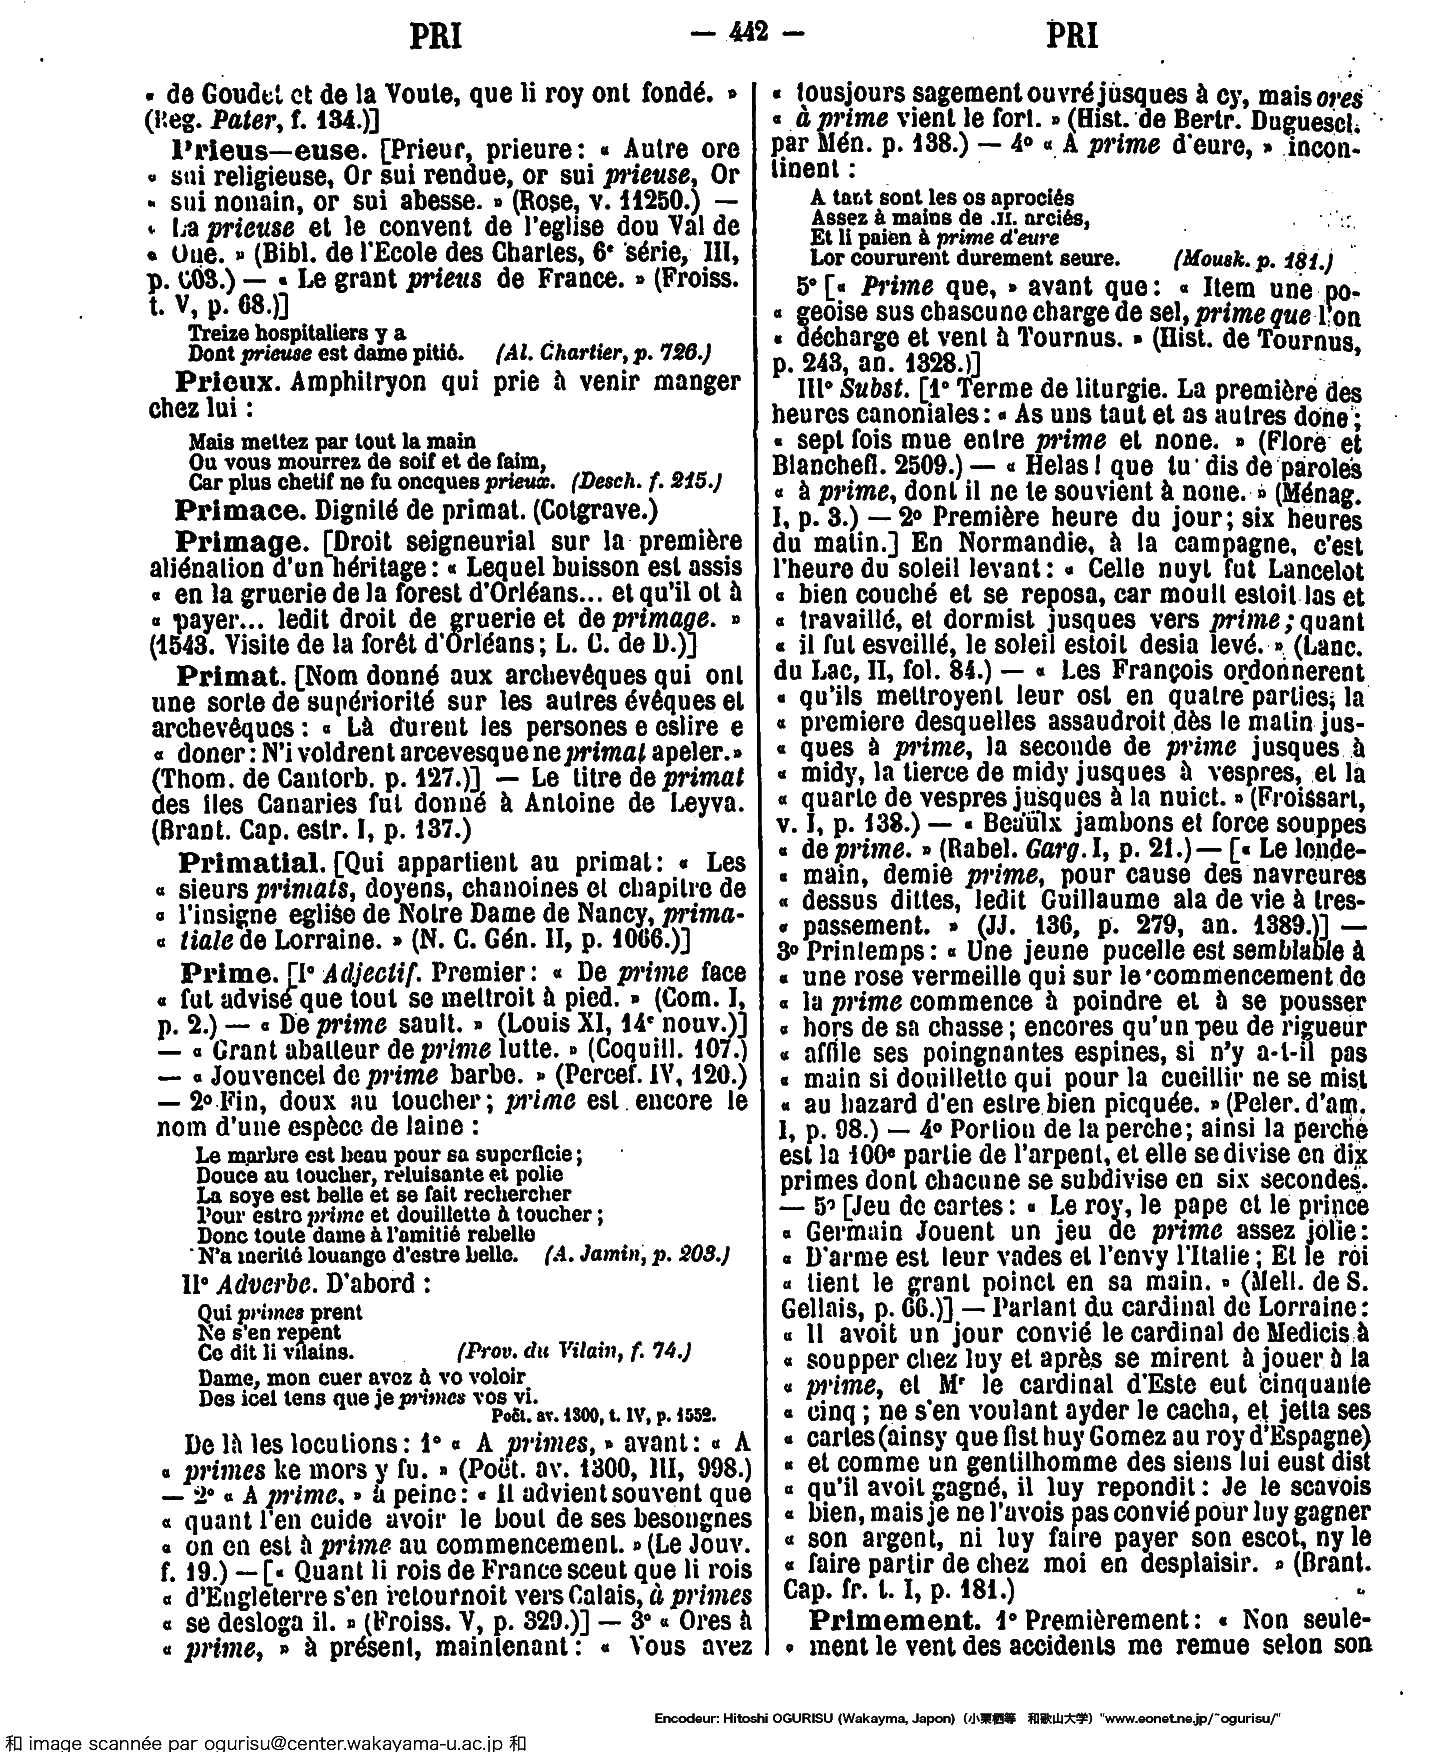 PRI — 442 — PRI
« de Goudet et de la Voute, que li roy ont fondé. »
(Reg. Pater, f. 134.)]
Prieus—euse. [Prieur, prieure : « Autre ore
« sui religieuse, Or sui rendue, or sui prieuse, Or
« sui nonain, or sui abesse. » (Rose, v. 11250.) —
« La prieuse et le convent de l'eglise dou Val de
« Une. » (Bibl. de l'Ecole des Chartes, 6e série, III,
p. 603.) — « Le grant prieus de France. » (Froiss.
t. V, p. 68.)]
Treize hospitaliers y a
Dont prieuse est dame pitié. (Al. Chartier, p. 726.)
Prieux. Amphitryon qui prie à venir manger
chez lui :
Mais mettez par tout la main
Ou vous mourrez de soif et de faim,
Car plus chetif ne fu oncques prieux. (Desch. f. 215.)
Primace. Dignité de primat. (Cotgrave.)
Primage. [Droit seigneurial sur la première
aliénation d'un héritage : « Lequel buisson est assis
« en la gruerie de la forest d'Orléans... et qu'il ot à
« payer... ledit droit de gruerie et de primage. »
(1543. Visite de la forêt d'Orléans ; L. C. de D.)]
Primat. [Nom donné aux archevêques qui ont
une sorte de supériorité sur les autres évêques et
archevêques : « Là durent les persones e eslire e
« doner : N'i voldrent arcevesque ne primat apeler. »
(Thom. de Cantorb. p. 127.)] — Le titre de primat
des iles Canaries fut donné à Antoine de Leyva.
(Brant. Cap. estr. I, p. 137.)
Primatial. [Qui appartient au primat : « Les
« sieurs primats, doyens, chanoines et chapitre de
« l'insigne eglise de Notre Dame de Nancy, prima-
« tiale de Lorraine. » (N. C. Gén. II, p. 1066.)]
Prime. [I° Adjectif. Premier : « De prime face
« fut advisé que tout se mettroit à pied. » (Com. I,
p. 2.) — « De prime sault. » (Louis XI, 14e nouv.)]
— « Grant abatteur de prime lutte. » (Coquill. 107.)
— « Jouvencel de prime barbe. » (Percef. IV, 120.)
— 2° Fin, doux au toucher ; prime est encore le
nom d'une espèce de laine :
Le marbre est beau pour sa superficie ;
Douce au toucher, reluisante et polie
La soye est belle et se fait rechercher
Pour estre prime et douillette à toucher ;
Donc toute dame à l'amitié rebelle
N'a merité louange d'estre belle. (A. Jamin, p. 203.)
II° Adverbe. D'abord :
Qui primes prent
Ne s'en repent
Ce dit li vilains. (Prov. du Vilain, f. 74.)
Dame, mon cuer avez à vo voloir
Des icel tens que je primes vos vi.
Poët. av. 1300, t. IV, p. 1552.
De là les locutions : 1° « A primes, » avant : « A
« primes ke mors y fu. » (Poët. av. 1300, III, 998.)
— 2° « A prime, » à peine : « Il advient souvent que
« quant l'en cuide avoir le bout de ses besongnes
« on en est à prime au commencement. » (Le Jouv.
f. 19.) — [« Quant li rois de France sceut que li rois
« d'Engleterre s'en retournoit vers Calais, à primes
« se desloga il. » (Froiss. V, p. 329.)] — 3° « Ores à
« prime, » à présent, maintenant : « Vous avez
« tousjours sagement ouvré jusques à cy, mais ores
« à prime vient le fort. » (Hist. de Bertr. Duguescl.
par Mén. p. 138.) — 4° « A prime d'eure, » incon-
tinent :
A tant sont les os aprociés
Assez à mains de .II. arciés,
Et li paien à prime d'eure
Lor coururent durement seure. (Mousk. p. 181.)
5° [« Prime que, » avant que : « Item une po-
« geoise sus chascune charge de sel, prime que l'on
« décharge et vent à Tournus. » (Hist. de Tournus,
p. 243, an. 1328.)]
III° Subst. [1° Terme de liturgie. La première des
heures canoniales : « As uns taut et as autres done ;
« sept fois mue entre prime et none. » (Flore et
Blanchefl. 2509.) — « Helas ! que tu dis de paroles
« à prime, dont il ne te souvient à none. » (Ménag.
I, p. 3.) — 2° Première heure du jour ; six heures
du matin.] En Normandie, à la campagne, c'est
l'heure du soleil levant : « Celle nuyt fut Lancelot
« bien couché et se reposa, car moult estoit las et
« travaillé, et dormist jusques vers prime ; quant
« il fut esveillé, le soleil estoit desia levé. » (Lanc.
du Lac, II, fol. 84.) — « Les François ordonnerent
« qu'ils mettroyent leur ost en quatre parties ; la
« premiere desquelles assaudroit dès le matin jus-
« ques à prime, la seconde de prime jusques à
« midy, la tierce de midy jusques à vespres, et la
« quarte de vespres jusques à la nuict. » (Froissart,
v. I, p. 138.) — « Beaulx jambons et force souppes
« de prime. » (Rabel. Garg. I, p. 21.) — [« Le lende-
« main, demie prime, pour cause des navreures
« dessus dittes, ledit Guillaume ala de vie à tres-
« passement. » (JJ. 136, p. 279, an. 1389.)] —
3° Printemps : « Une jeune pucelle est semblable à
« une rose vermeille qui sur le commencement de
« la prime commence à poindre et à se pousser
« hors de sa chasse ; encores qu'un peu de rigueur
« affile ses poingnantes espines, si n'y a-t-il pas
« main si douillette qui pour la cueillir ne se mist
« au hazard d'en estre bien picquée. » (Peler. d'am.
I, p. 98.) — 4° Portion de la perche ; ainsi la perche
est la 100e partie de l'arpent, et elle se divise en dix
primes dont chacune se subdivise en six secondes.
— 5° [Jeu de cartes : « Le roy, le pape et le prince
« Germain Jouent un jeu de prime assez jolie :
« D'arme est leur vades et l'envy l'Italie ; Et le roi
« tient le grant poinct en sa main. » (Mell. de S.
Gellais, p. 66.)] — Parlant du cardinal de Lorraine :
« Il avoit un jour convié le cardinal de Medicis à
« soupper chez luy et après se mirent à jouer à la
« prime, et Mr le cardinal d'Este eut cinquante
« cinq ; ne s'en voulant ayder le cacha, et jetta ses
« cartes (ainsy que fist huy Gomez au roy d'Espagne)
« et comme un gentilhomme des siens lui eust dist
« qu'il avoit gagné, il luy repondit : Je le scavois
« bien, mais je ne l'avois pas convié pour luy gagner
« son argent, ni luy faire payer son escot, ny le
« faire partir de chez moi en desplaisir. » (Brant.
Cap. fr. t. I, p. 181.)
Primement. 1° Premièrement : « Non seule-
« ment le vent des accidents me remue selon son
Encodeur: Hitoshi OGURISU (Wakayma, Japon) (小栗栖等 和歌山大学) "www.eonet.ne.jp/~ogurisu/"
和 image scannée par ogurisu@center.wakayama-u.ac.jp 和